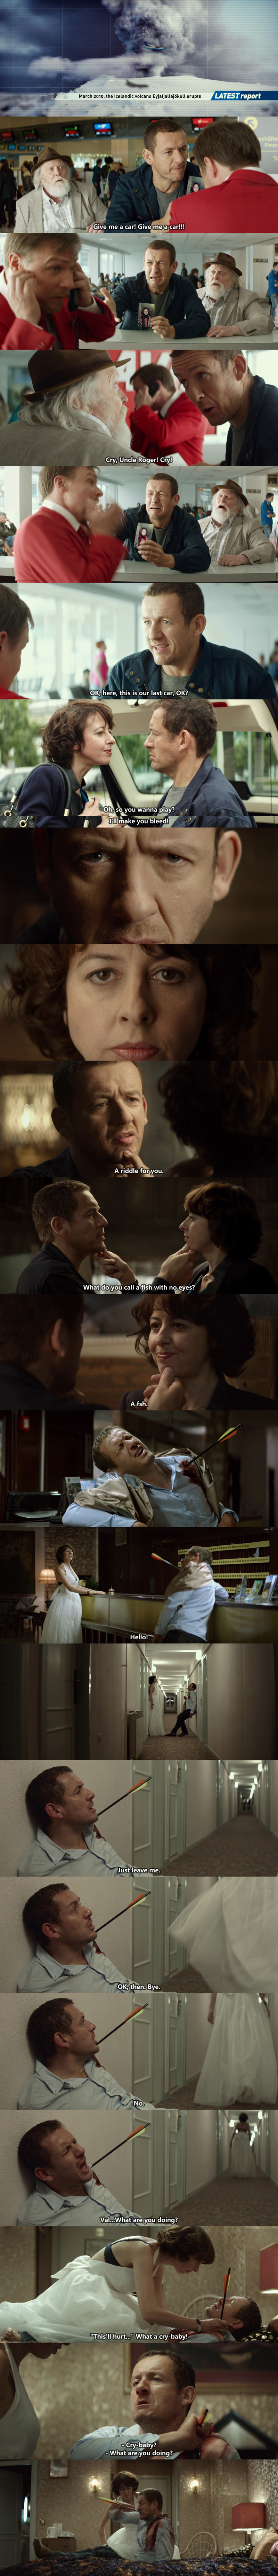 March 2010, the Icelandic volcano Eyjafjallajökull erupts
LATEST report
Give me a car! Give me a car!!!
Cry, Uncle Roger! Cry!
OK, here, this is our last car, OK?
Oh, so you wanna play?
I'll make you bleed!
A riddle for you.
What do you call a fish with no eyes?
A fsh.
Hello!
Just leave me.
OK, then. Bye.
No.
Val...What are you doing?
"This'll hurt..." What a cry-baby!
- Cry-baby?
- What are you doing?